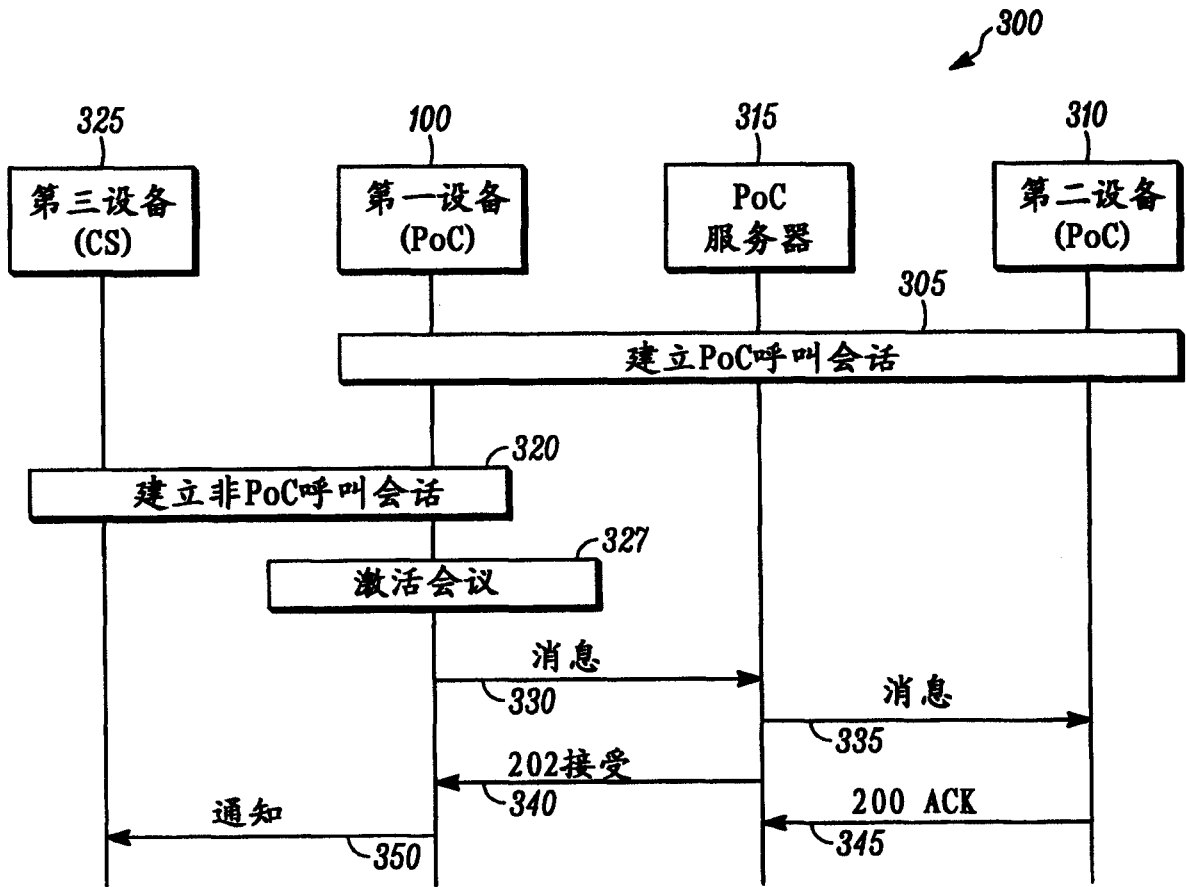 300
325
100
315
310
第三设备
(CS)
第一设备
(PoC)
PoC
服务器
第二设备
(PoC)
305
建立PoC呼叫会话
320
建立非PoC呼叫会话
327
激活会议
消息
330
消息
335
202接受
340
200 ACK
345
通知
350